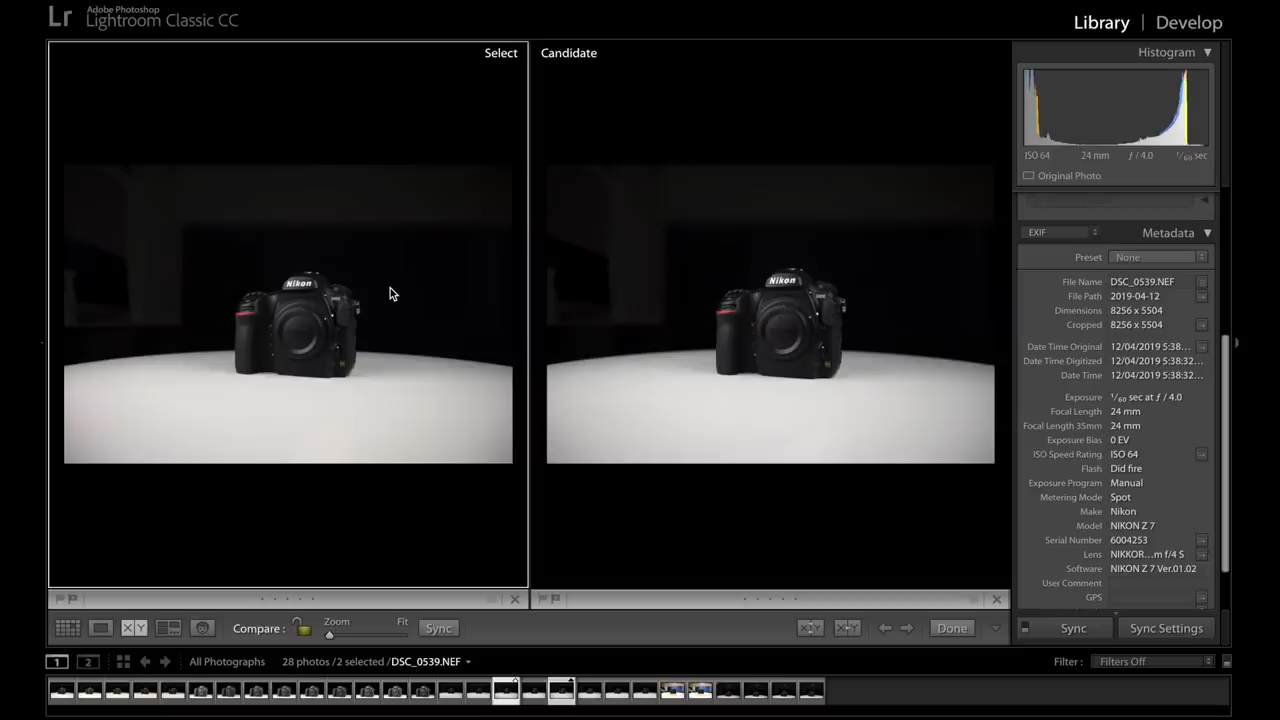 Lr Adobe Photoshop
Lightroom Classic CC
Library | Develop
Select
Candidate
Nikon
Nikon
Histogram
ISO 64 24 mm ƒ / 4.0 1/60 sec
Original Photo
EXIF Metadata
Preset None
File Name DSC_0539.NEF
File Path 2019-04-12
Dimensions 8256 x 5504
Cropped 8256 x 5504
Date Time Original 12/04/2019 5:38...
Date Time Digitized 12/04/2019 5:38:32...
Date Time 12/04/2019 5:38:32...
Exposure 1/60 sec at ƒ / 4.0
Focal Length 24 mm
Focal Length 35mm 24 mm
Exposure Bias 0 EV
ISO Speed Rating ISO 64
Flash Did fire
Exposure Program Manual
Metering Mode Spot
Make Nikon
Model NIKON Z 7
Serial Number 6004253
Lens NIKKOR...m f/4 S
Software NIKON Z 7 Ver.01.02
User Comment
GPS
X Y Compare : Zoom Fit Sync X Y X Y Done
Sync Sync Settings
1 2 All Photographs 28 photos /2 selected /DSC_0539.NEF
Filter : Filters Off